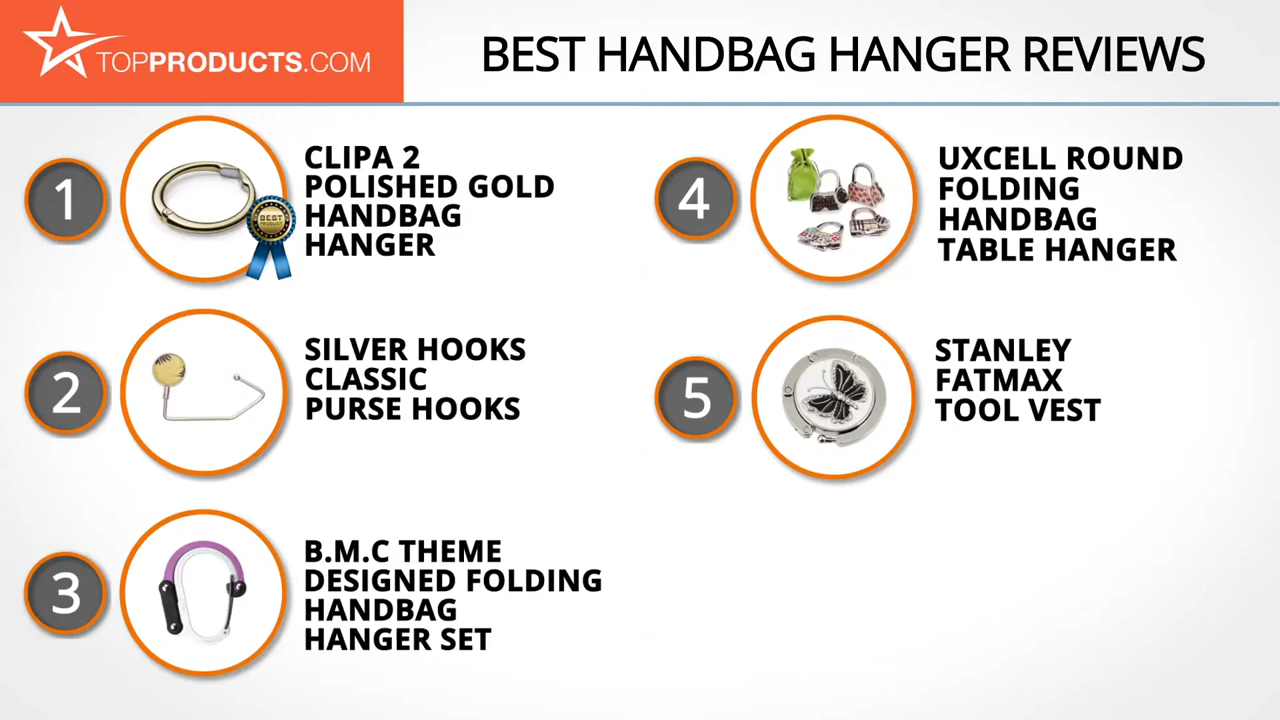 TOPPRODUCTS.COM
BEST HANDBAG HANGER REVIEWS
1
BEST
PRODUCT
CLIPA 2
POLISHED GOLD
HANDBAG
HANGER
2
SILVER HOOKS
CLASSIC
PURSE HOOKS
3
B.M.C THEME
DESIGNED FOLDING
HANDBAG
HANGER SET
4
UXCELL ROUND
FOLDING
HANDBAG
TABLE HANGER
5
STANLEY
FATMAX
TOOL VEST